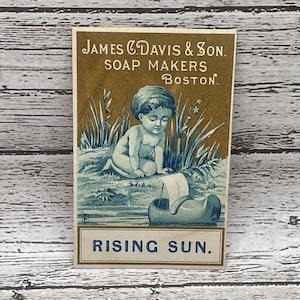 James C. Davis & Son.
SOAP MAKERS
Boston.
RISING SUN.